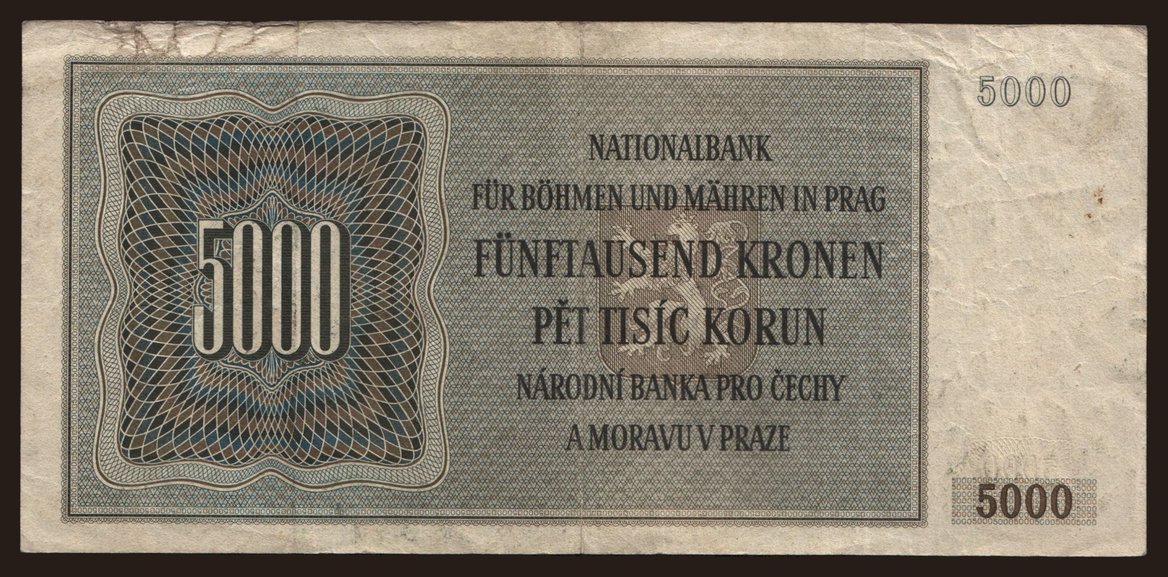 5000
NATIONALBANK
FÜR BÖHMEN UND MÄHREN IN PRAG
FÜNFTAUSEND KRONEN
PĚT TISÍC KORUN
NÁRODNÍ BANKA PRO ČECHY
A MORAVU V PRAZE
5000
5000